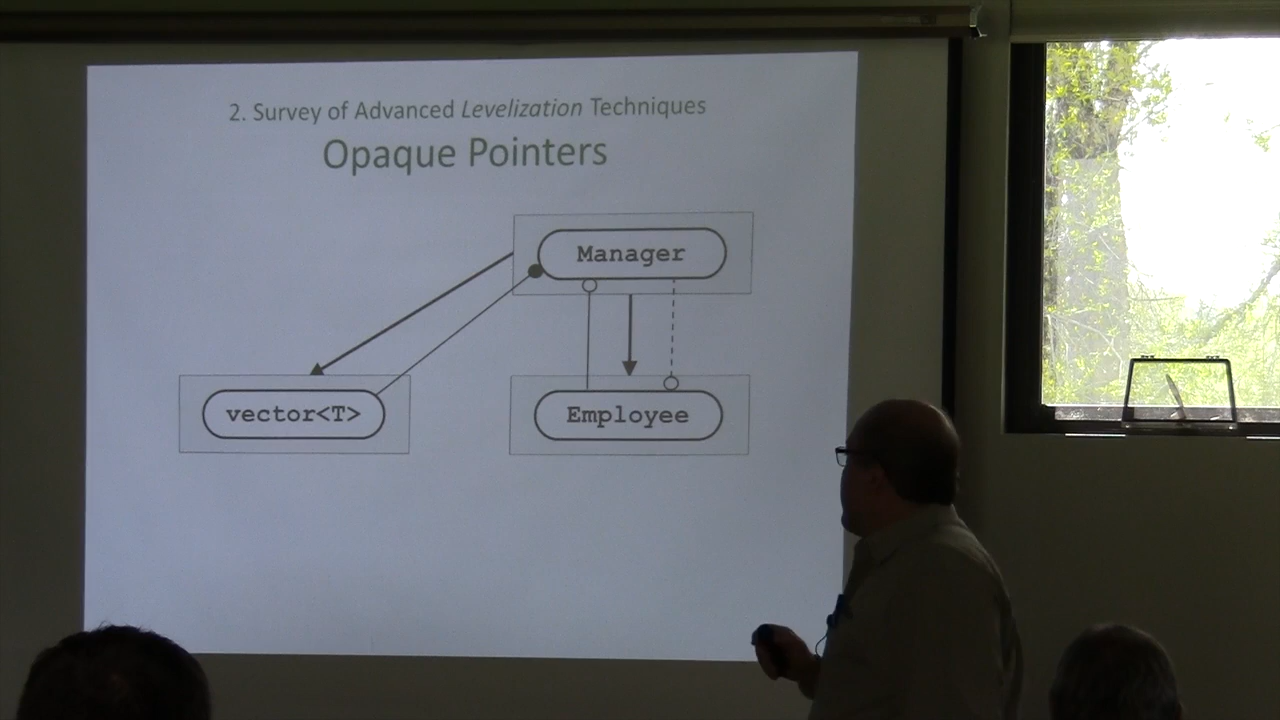 2. Survey of Advanced Levelization Techniques
Opaque Pointers
Manager
vector<T>
Employee